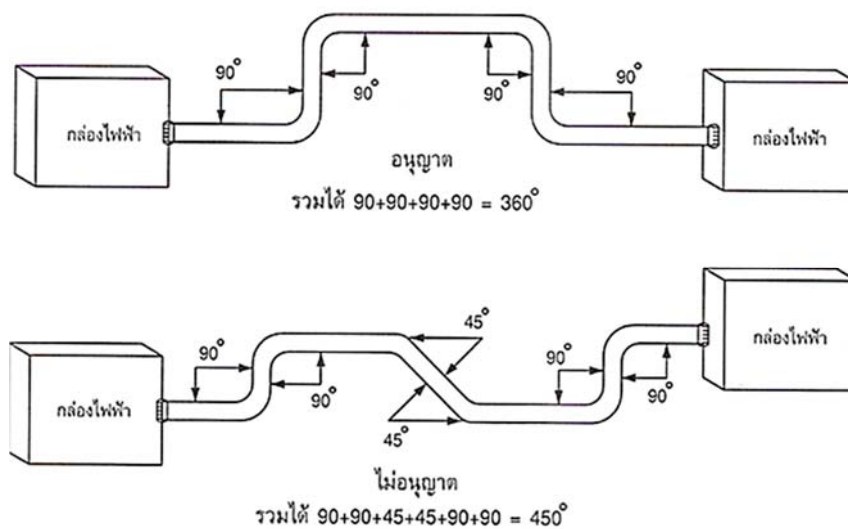 90°
90°
90°
90°
กล่องไฟฟ้า
กล่องไฟฟ้า
อนุญาต
รวมได้ 90+90+90+90 = 360°
45°
90°
90°
กล่องไฟฟ้า
90°
90°
กล่องไฟฟ้า
45°
ไม่อนุญาต
รวมได้ 90+90+45+45+90+90 = 450°